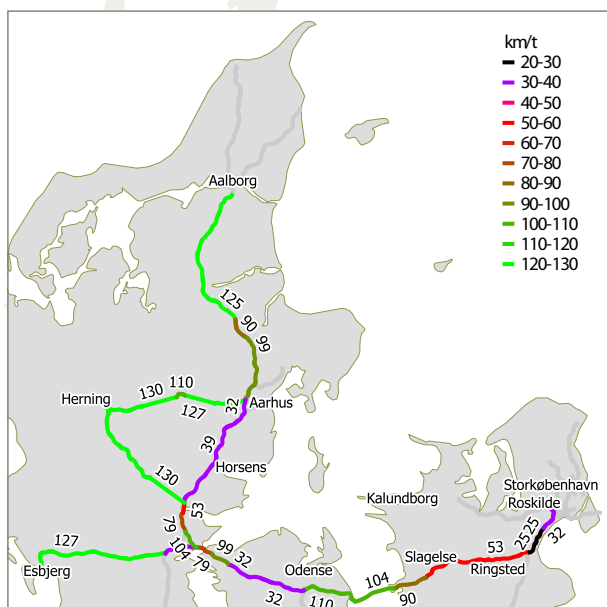 km/t
20-30
30-40
40-50
50-60
60-70
70-80
80-90
90-100
100-110
110-120
120-130
Aalborg
125
90
99
110
130
Herning
127
32
Aarhus
39
Horsens
130
53
79
104
79
99
32
127
Esbjerg
32
Odense
110
104
90
Kalundborg
Slagelse
53
Ringsted
Storkøbenhavn
Roskilde
25
25
32